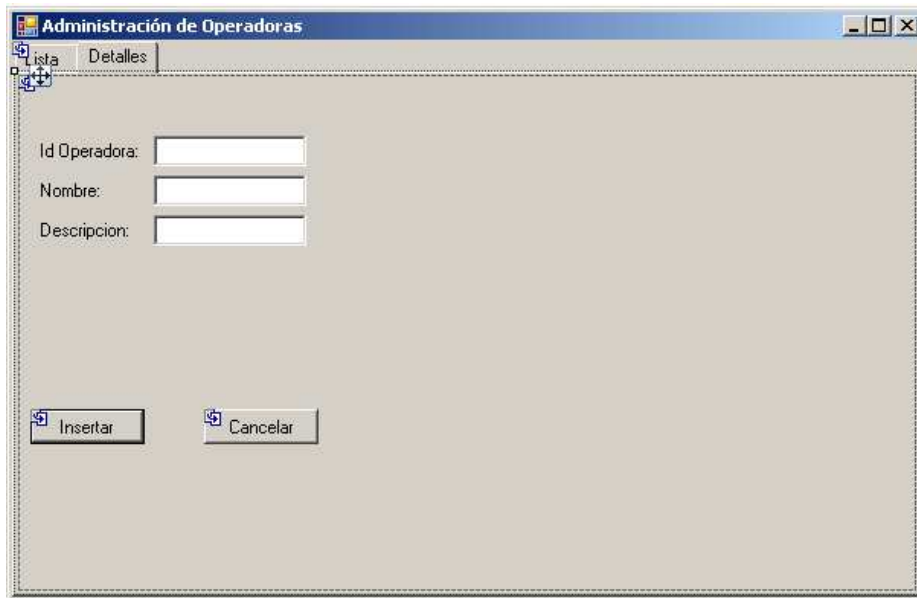 Administración de Operadoras
Lista Detalles
Id Operadora:
Nombre:
Descripcion:
Insertar Cancelar